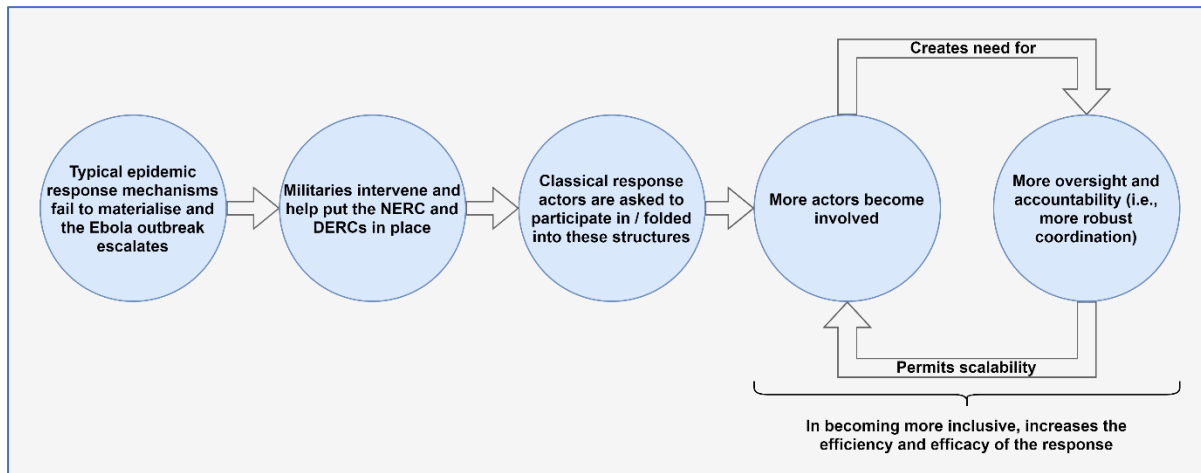 Typical epidemic
response mechanisms
fail to materialise and
the Ebola outbreak
escalates
Militaries intervene and
help put the NERC and
DERCs in place
Classical response
actors are asked to
participate in / folded
into these structures
More actors become
involved
Creates need for
More oversight and
accountability (i.e.,
more robust
coordination)
Permits scalability
In becoming more inclusive, increases the
efficiency and efficacy of the response